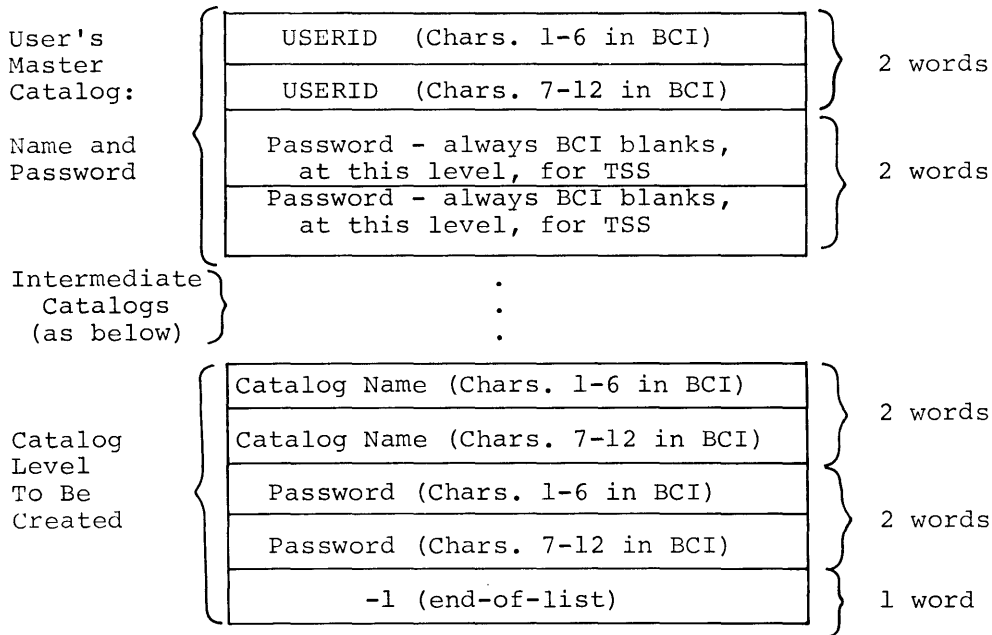 User's
Master
Catalog:
Name and
Password
USERID (Chars. 1-6 in BCI)
USERID (Chars. 7-12 in BCI)
2 words
Password - always BCI blanks,
at this level, for TSS
Password - always BCI blanks,
at this level, for TSS
2 words
Intermediate
Catalogs
(as below)
.
.
.
Catalog
Level
To Be
Created
Catalog Name (Chars. 1-6 in BCI)
Catalog Name (Chars. 7-12 in BCI)
2 words
Password (Chars. 1-6 in BCI)
Password (Chars. 7-12 in BCI)
2 words
-1 (end-of-list)
1 word